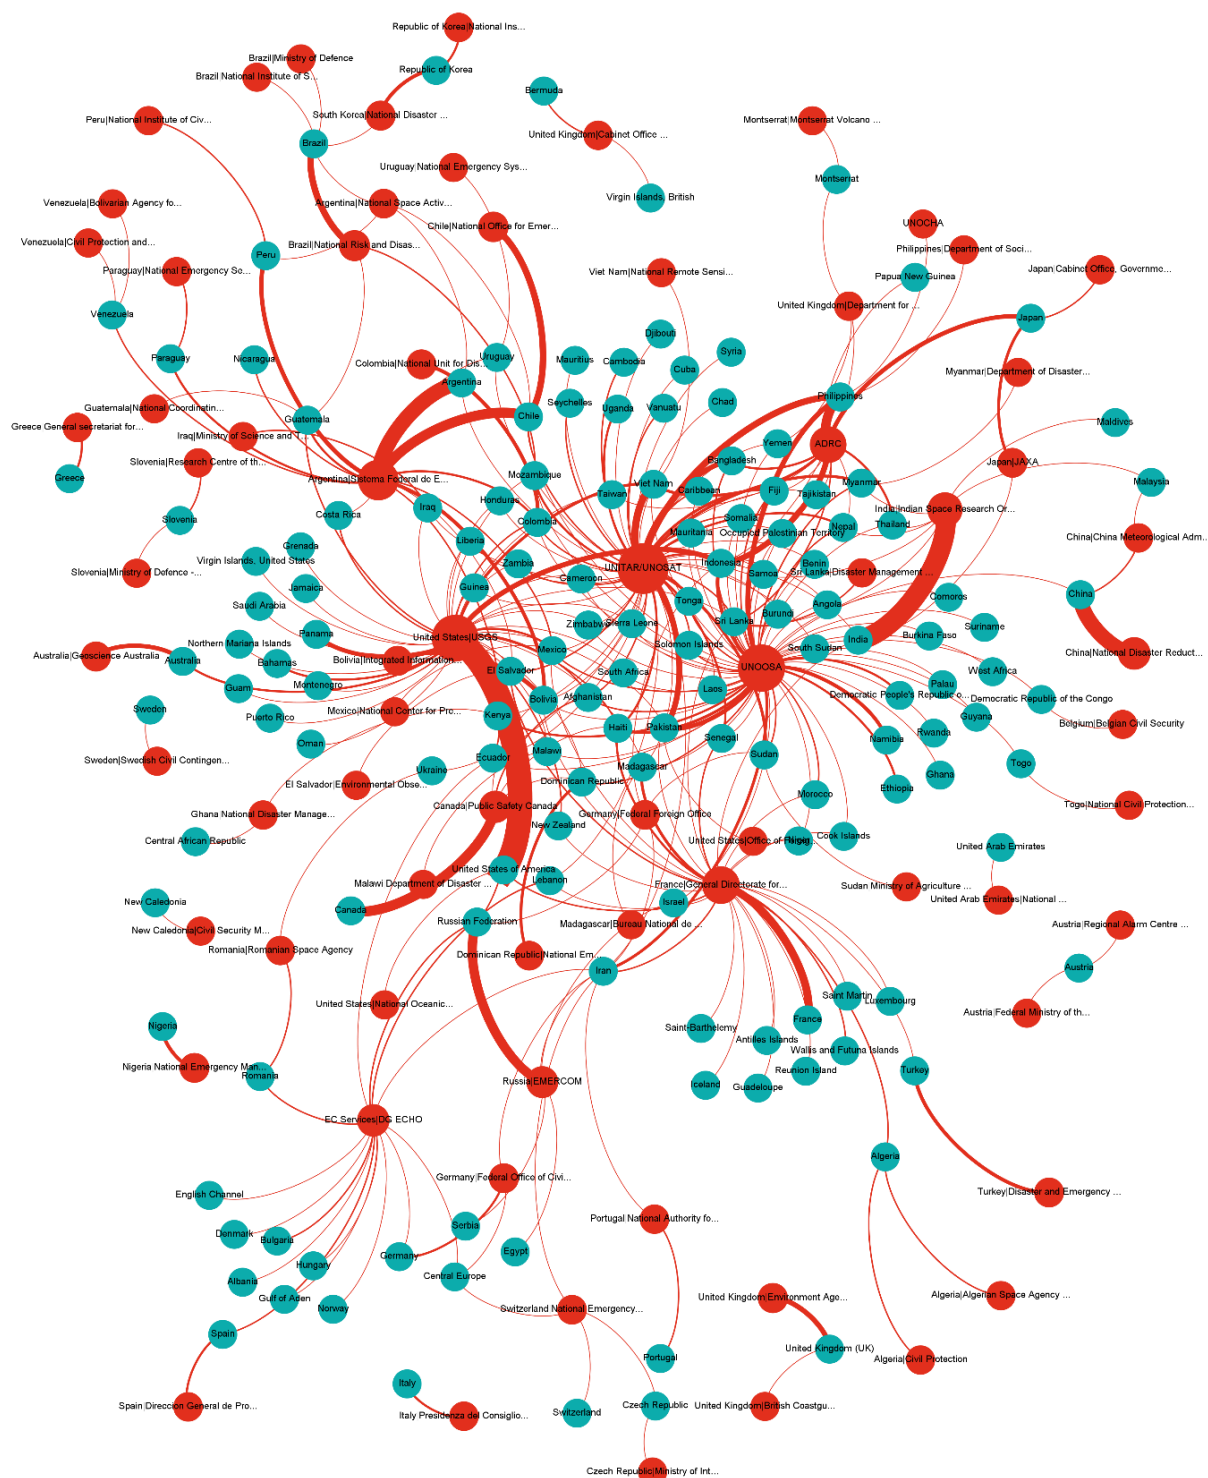 Republic of Korea|National Ins...
Brazil|Ministry of Defence
Republic of Korea
Brazil National Institute of S...
Bermuda
South Korea|National Disaster ...
Peru|National Institute of Civ...
Montserrat|Montserrat Volcano ...
United Kingdom|Cabinet Office ...
Brazil
Uruguay|National Emergency Sys...
Montserrat
Virgin Islands, British
Venezuela|Bolivarian Agency fo...
Argentina|National Space Activ...
UNOCHA
Chile|National Office for Emer...
Venezuela|Civil Protection and...
Brazil|National Risk and Disas...
Philippines|Department of Soci...
Peru
Paraguay|National Emergency Se...
Viet Nam|National Remote Sensi...
Papua New Guinea
Japan|Cabinet Office, Governme...
United Kingdom|Department for ...
Venezuela
Japan
Djibouti
Syria
Paraguay
Nicaragua
Uruguay
Mauritius
Cambodia
Colombia|National Unit for Dis...
Cuba
Myanmar|Department of Disaster...
Argentina
Philippines
Seychelles
Uganda
Vanuatu
Chad
Guatemala|National Coordinatin...
Guatemala
Chile
Maldives
Greece General secretariat for...
Iraq|Ministry of Science and T...
Yemen
ADRC
Slovenia|Research Centre of th...
Bangladesh
Japan|JAXA
Greece
Argentina|Sistema Federal de E...
Mozambique
Viet Nam
Myanmar
Malaysia
Taiwan
Caribbean
Fiji
Tajikistan
Honduras
Iraq
India|Indian Space Research Or...
Costa Rica
Slovenia
Colombia
Somalia
Mauritania
Occupied Palestinian Territory
Nepal
Thailand
China|China Meteorological Adm...
Liberia
Grenada
Virgin Islands, United States
Zambia
UNITAR/UNOSAT
Indonesia
Benin
Slovenia|Ministry of Defence -...
Samoa
Sri Lanka|Disaster Management ...
Cameroon
Jamaica
Guinea
Comoros
China
Tonga
Angola
Saudi Arabia
Burundi
Zimbabwe
Sierra Leone
Sri Lanka
Suriname
Panama
United States|USGS
Burkina Faso
India
Northern Mariana Islands
Solomon Islands
South Sudan
Australia|Geoscience Australia
Mexico
China|National Disaster Reduct...
Australia
Bolivia|Integrated Information...
Bahamas
El Salvador
South Africa
UNOOSA
West Africa
Montenegro
Palau
Guam
Laos
Afghanistan
Democratic People's Republic o...
Democratic Republic of the Congo
Bolivia
Sweden
Mexico|National Center for Pro...
Kenya
Guyana
Puerto Rico
Belgium|Belgian Civil Security
Haiti
Pakistan
Namibia
Rwanda
Senegal
Oman
Malawi
Sudan
Sweden|Swedish Civil Contingen...
Ecuador
Togo
Madagascar
Ukraine
Ghana
Dominican Republic
El Salvador|Environmental Obse...
Ethiopia
Morocco
Togo|National Civil Protection...
Canada|Public Safety Canada
Ghana National Disaster Manage...
Germany|Federal Foreign Office
New Zealand
Cook Islands
Central African Republic
Niger
United Arab Emirates
United States of America
Lebanon
Malawi Department of Disaster ...
France|General Directorate for...
Sudan Ministry of Agriculture ...
United Arab Emirates|National ...
New Caledonia
Canada
Israel
Russian Federation
Madagascar|Bureau National de ...
Austria|Regional Alarm Centre ...
New Caledonia|Civil Security M...
Romania|Romanian Space Agency
Dominican Republic|National Em...
Iran
Austria
Saint Martin
Luxembourg
United States|National Oceanic...
Austria|Federal Ministry of th...
France
Nigeria
Saint-Barthelemy
Antilles Islands
Wallis and Futuna Islands
Nigeria National Emergency Man...
Romania
Russia|EMERCOM
Iceland
Guadeloupe
Reunion Island
Turkey
EC Services|DG ECHO
Algeria
Germany|Federal Office of Civi...
English Channel
Turkey|Disaster and Emergency ...
Portugal National Authority fo...
Serbia
Denmark
Bulgaria
Germany
Egypt
Hungary
Central Europe
Albania
Gulf of Aden
Norway
Switzerland National Emergency...
United Kingdom|Environment Age...
Algeria|Algerian Space Agency ...
Spain
United Kingdom (UK)
Portugal
Algeria|Civil Protection
Italy
Spain|Direccion General de Pro...
Italy Presidenza del Consiglio...
Switzerland
Czech Republic
United Kingdom|British Coastgu...
Czech Republic|Ministry of Int...